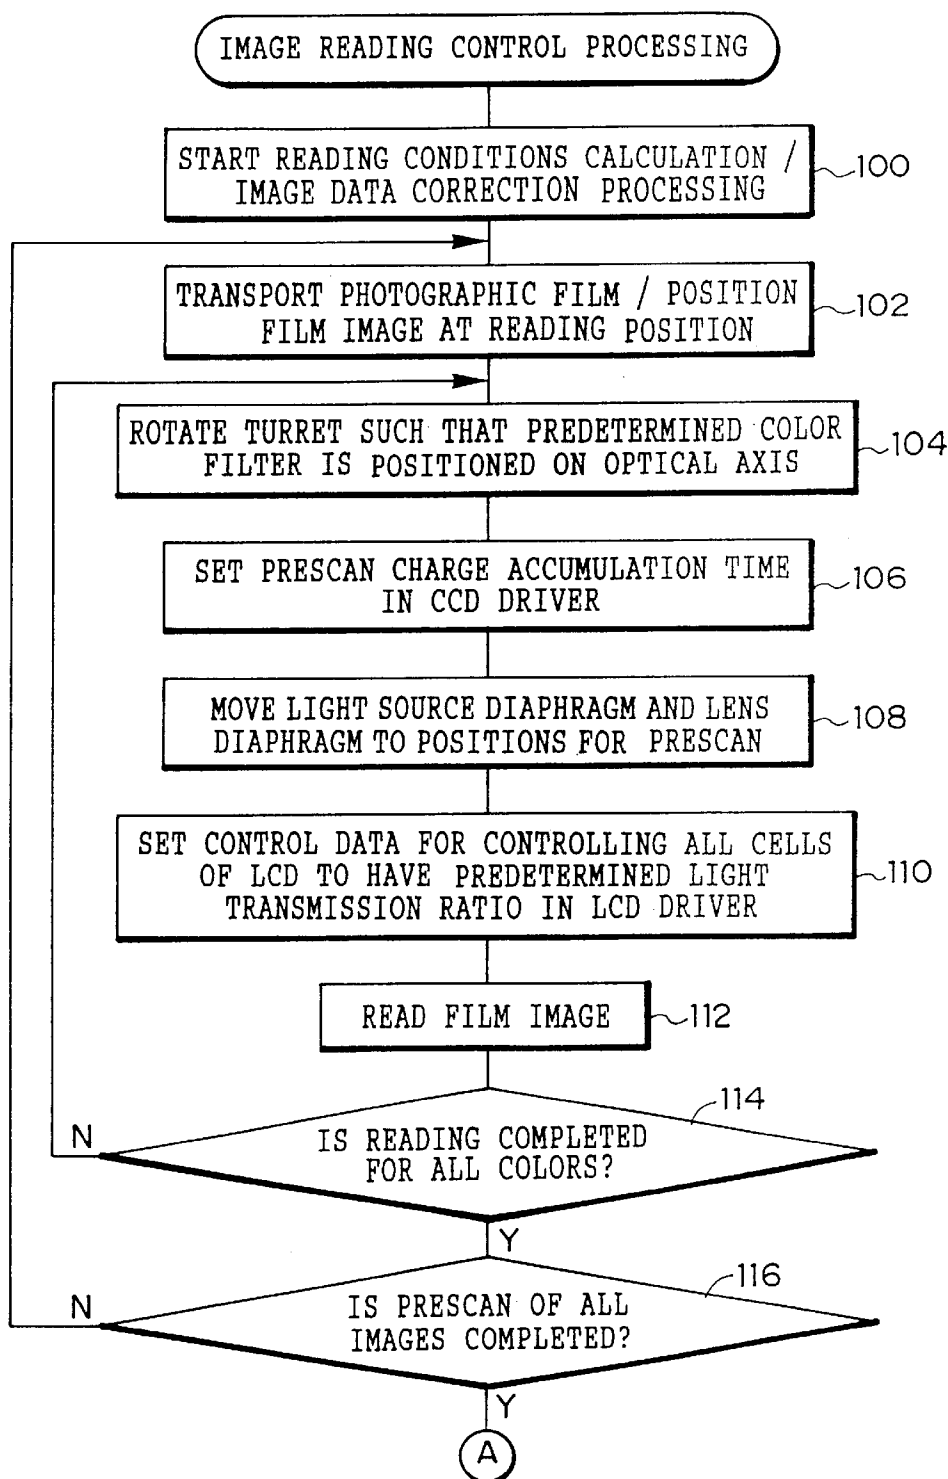 IMAGE READING CONTROL PROCESSING
START READING CONDITIONS CALCULATION /
IMAGE DATA CORRECTION PROCESSING
100
TRANSPORT PHOTOGRAPHIC FILM / POSITION
FILM IMAGE AT READING POSITION
102
ROTATE TURRET SUCH THAT PREDETERMINED COLOR
FILTER IS POSITIONED ON OPTICAL AXIS
104
SET PRESCAN CHARGE ACCUMULATION TIME
IN CCD DRIVER
106
MOVE LIGHT SOURCE DIAPHRAGM AND LENS
DIAPHRAGM TO POSITIONS FOR PRESCAN
108
SET CONTROL DATA FOR CONTROLLING ALL CELLS
OF LCD TO HAVE PREDETERMINED LIGHT
TRANSMISSION RATIO IN LCD DRIVER
110
READ FILM IMAGE
112
114
N
IS READING COMPLETED
FOR ALL COLORS?
Y
116
N
IS PRESCAN OF ALL
IMAGES COMPLETED?
Y
A